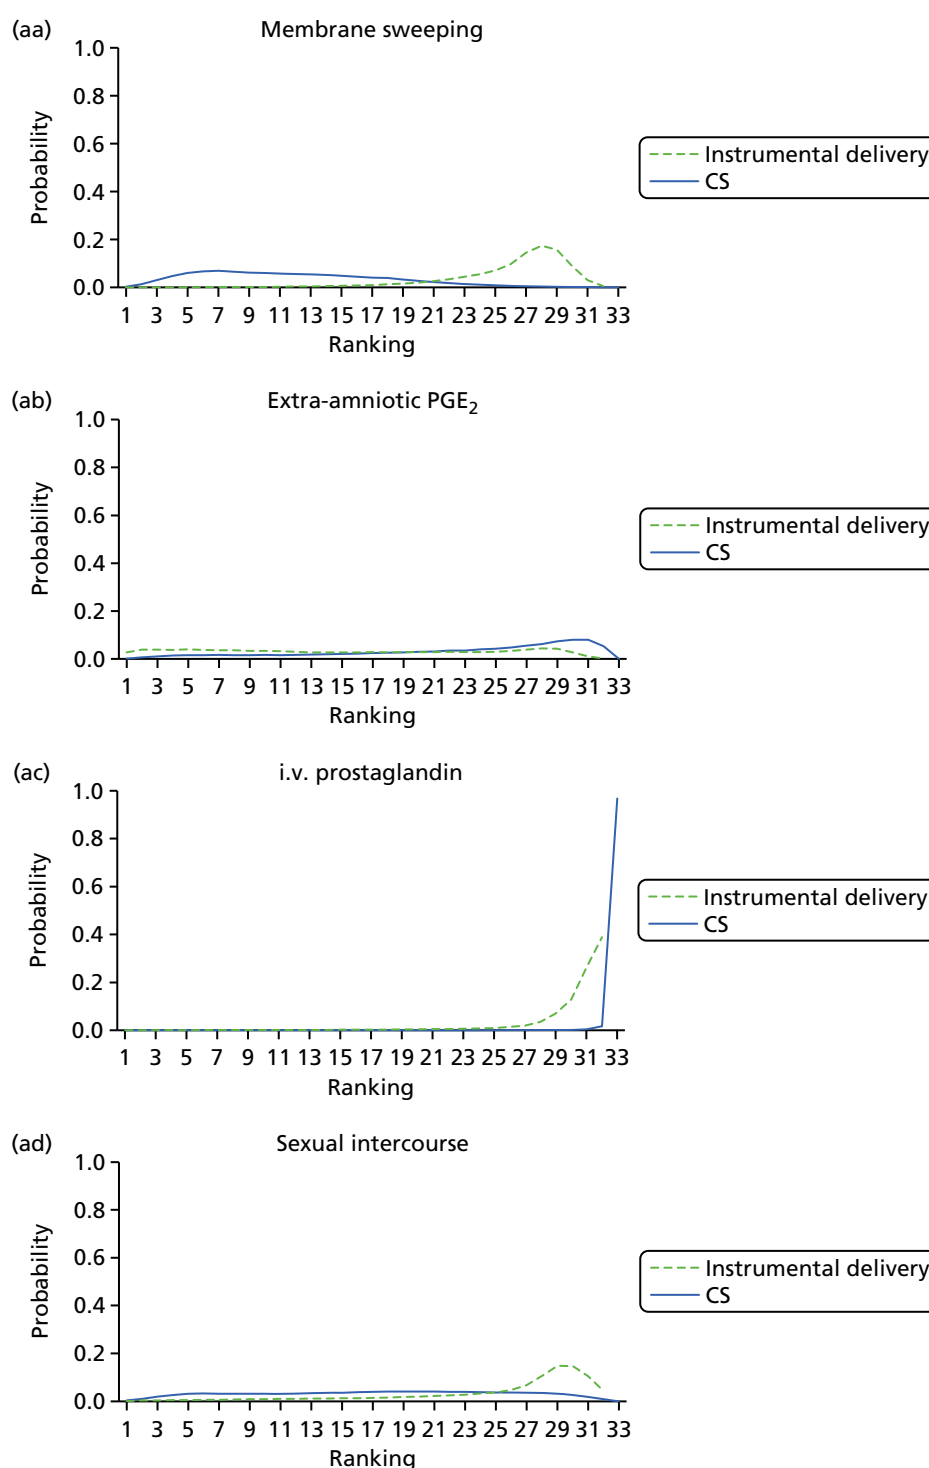 (aa)
Membrane sweeping
1.0
0.8
0.6
0.4
0.2
0.0
Probability
1 3 5 7 9 11 13 15 17 19 21 23 25 27 29 31 33
Ranking
Instrumental delivery
CS
(ab)
Extra-amniotic PGE₂
1.0
0.8
0.6
0.4
0.2
0.0
Probability
1 3 5 7 9 11 13 15 17 19 21 23 25 27 29 31 33
Ranking
Instrumental delivery
CS
(ac)
i.v. prostaglandin
1.0
0.8
0.6
0.4
0.2
0.0
Probability
1 3 5 7 9 11 13 15 17 19 21 23 25 27 29 31 33
Ranking
Instrumental delivery
CS
(ad)
Sexual intercourse
1.0
0.8
0.6
0.4
0.2
0.0
Probability
1 3 5 7 9 11 13 15 17 19 21 23 25 27 29 31 33
Ranking
Instrumental delivery
CS